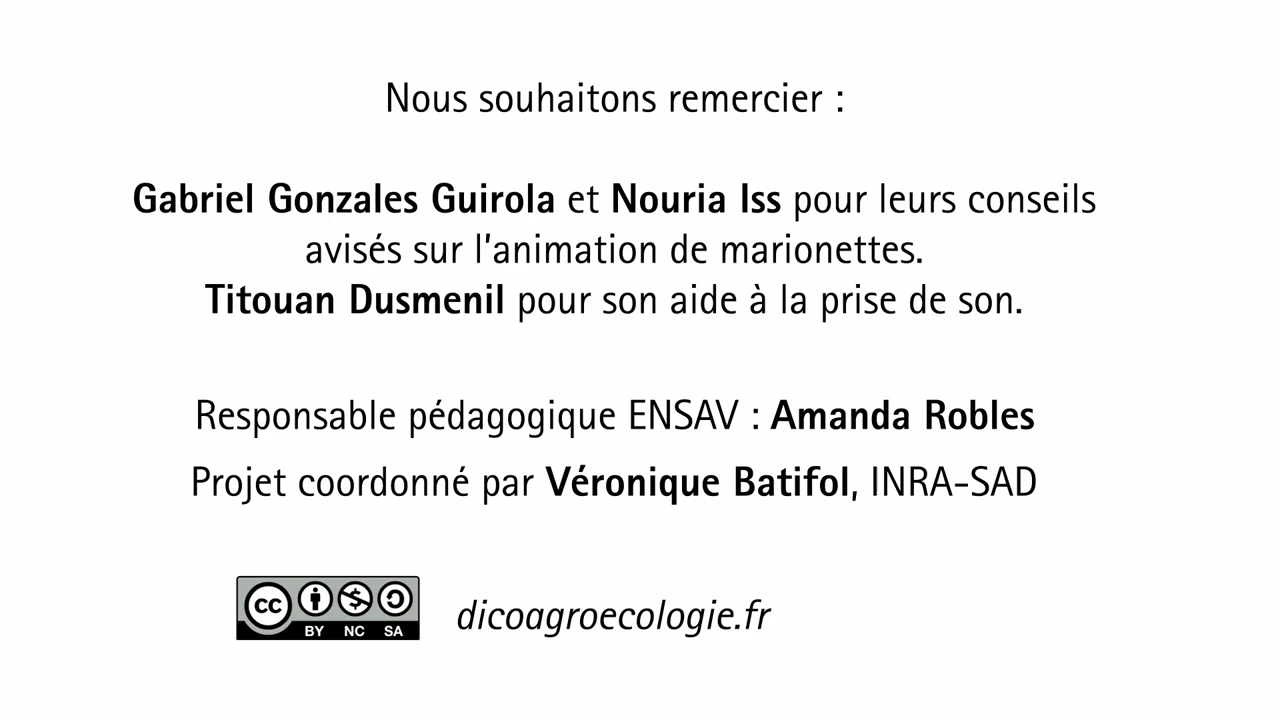 Nous souhaitons remercier :
Gabriel Gonzales Guirola et Nouria Iss pour leurs conseils
avisés sur l’animation de marionettes.
Titouan Dusmenil pour son aide à la prise de son.
Responsable pédagogique ENSAV : Amanda Robles
Projet coordonné par Véronique Batifol, INRA-SAD
cc BY NC SA
dicoagroecologie.fr